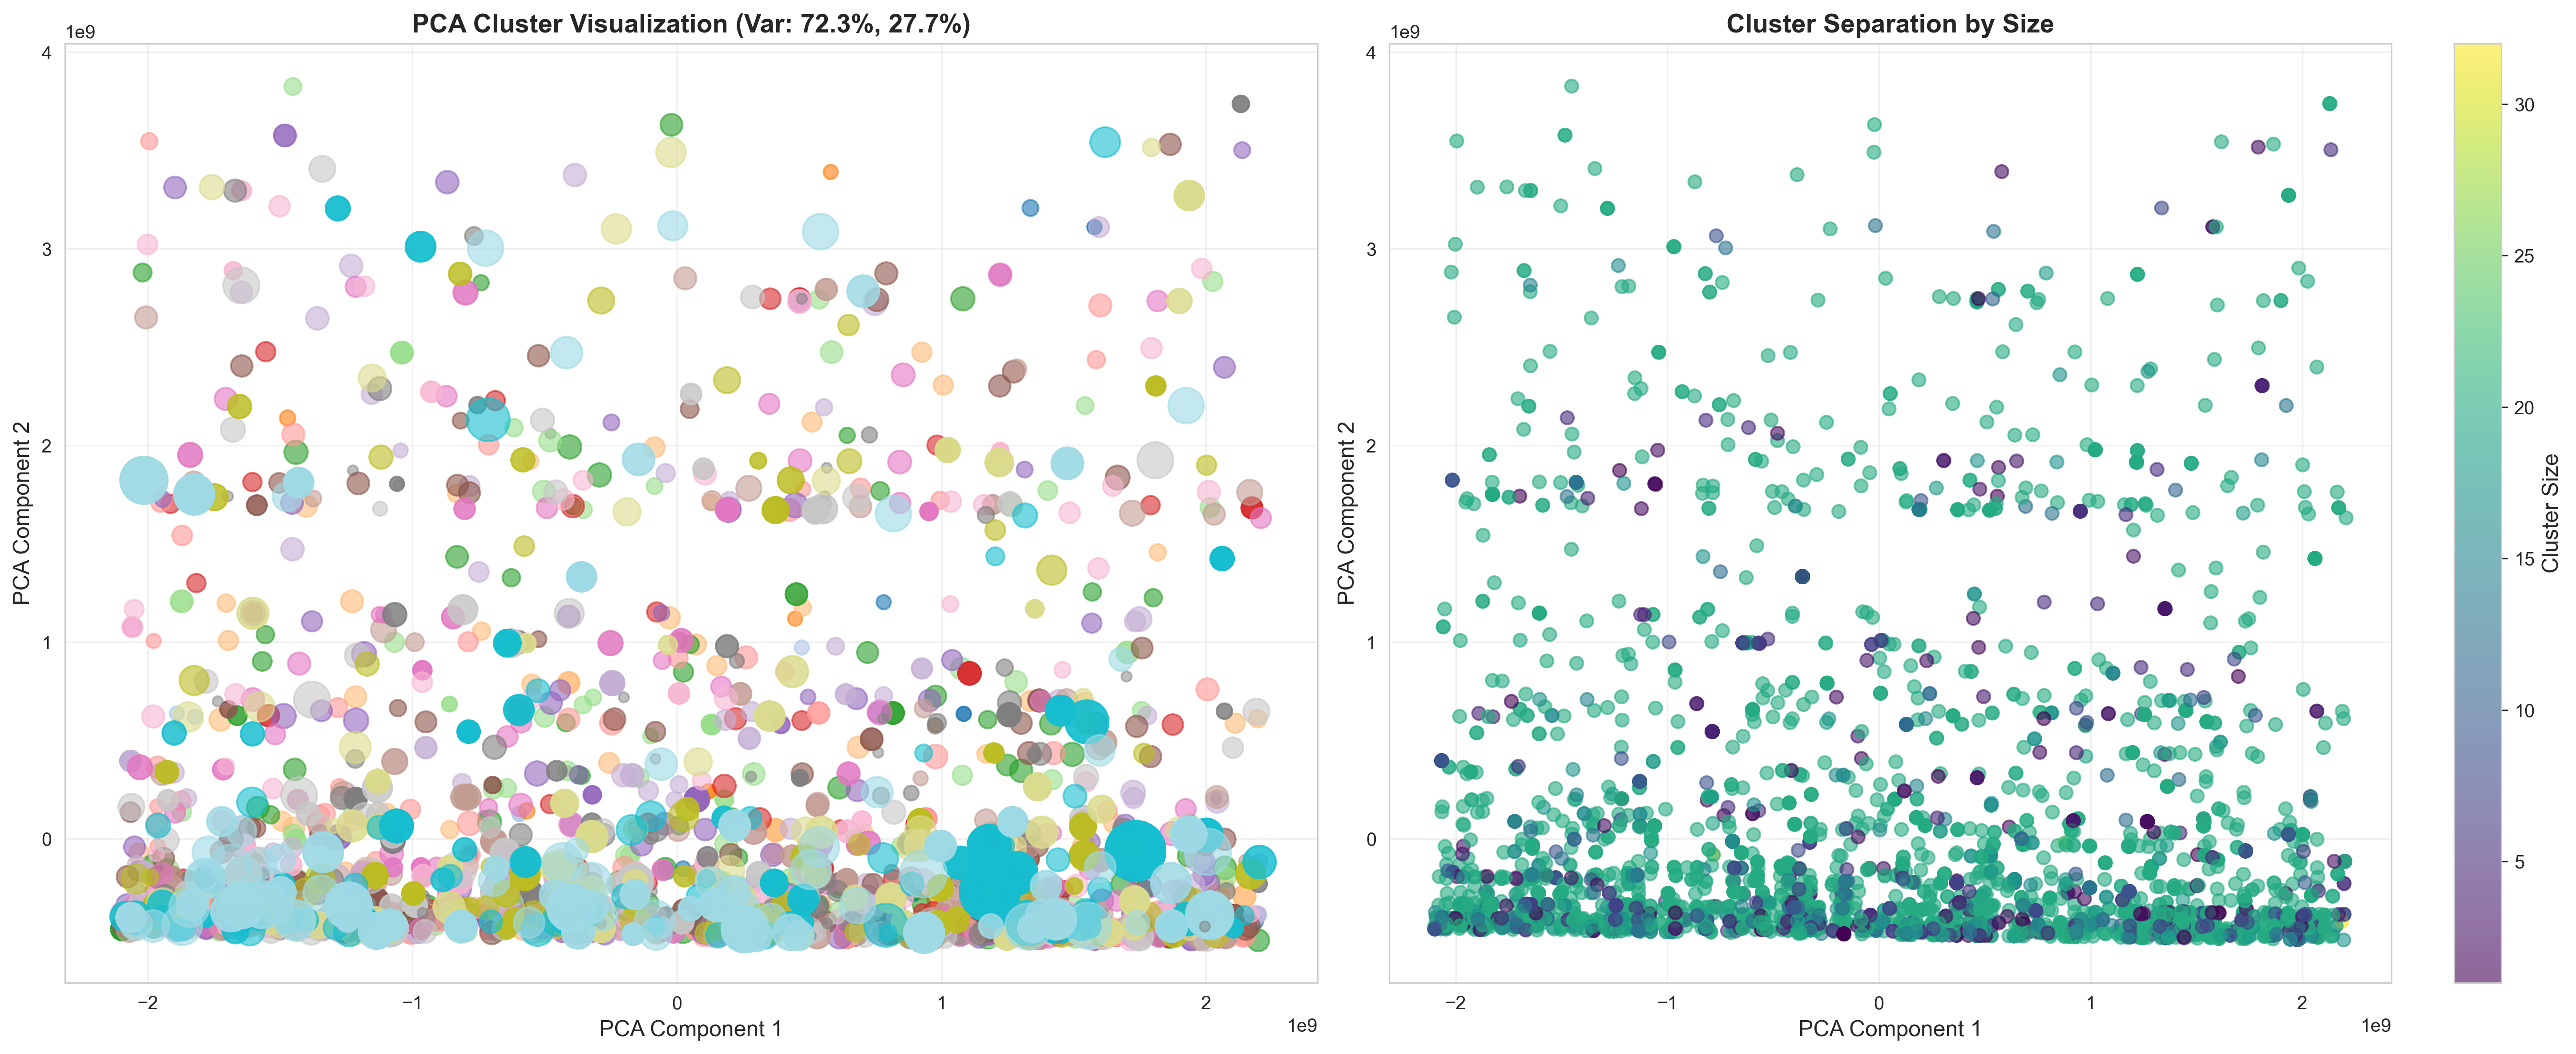 PCA Cluster Visualization (Var: 72.3%, 27.7%)
1e9
4
3
2
1
0
PCA Component 2
−2
−1
0
1
2
1e9
PCA Component 1
Cluster Separation by Size
1e9
4
3
2
1
0
PCA Component 2
−2
−1
0
1
2
1e9
PCA Component 1
30
25
20
15
10
5
Cluster Size